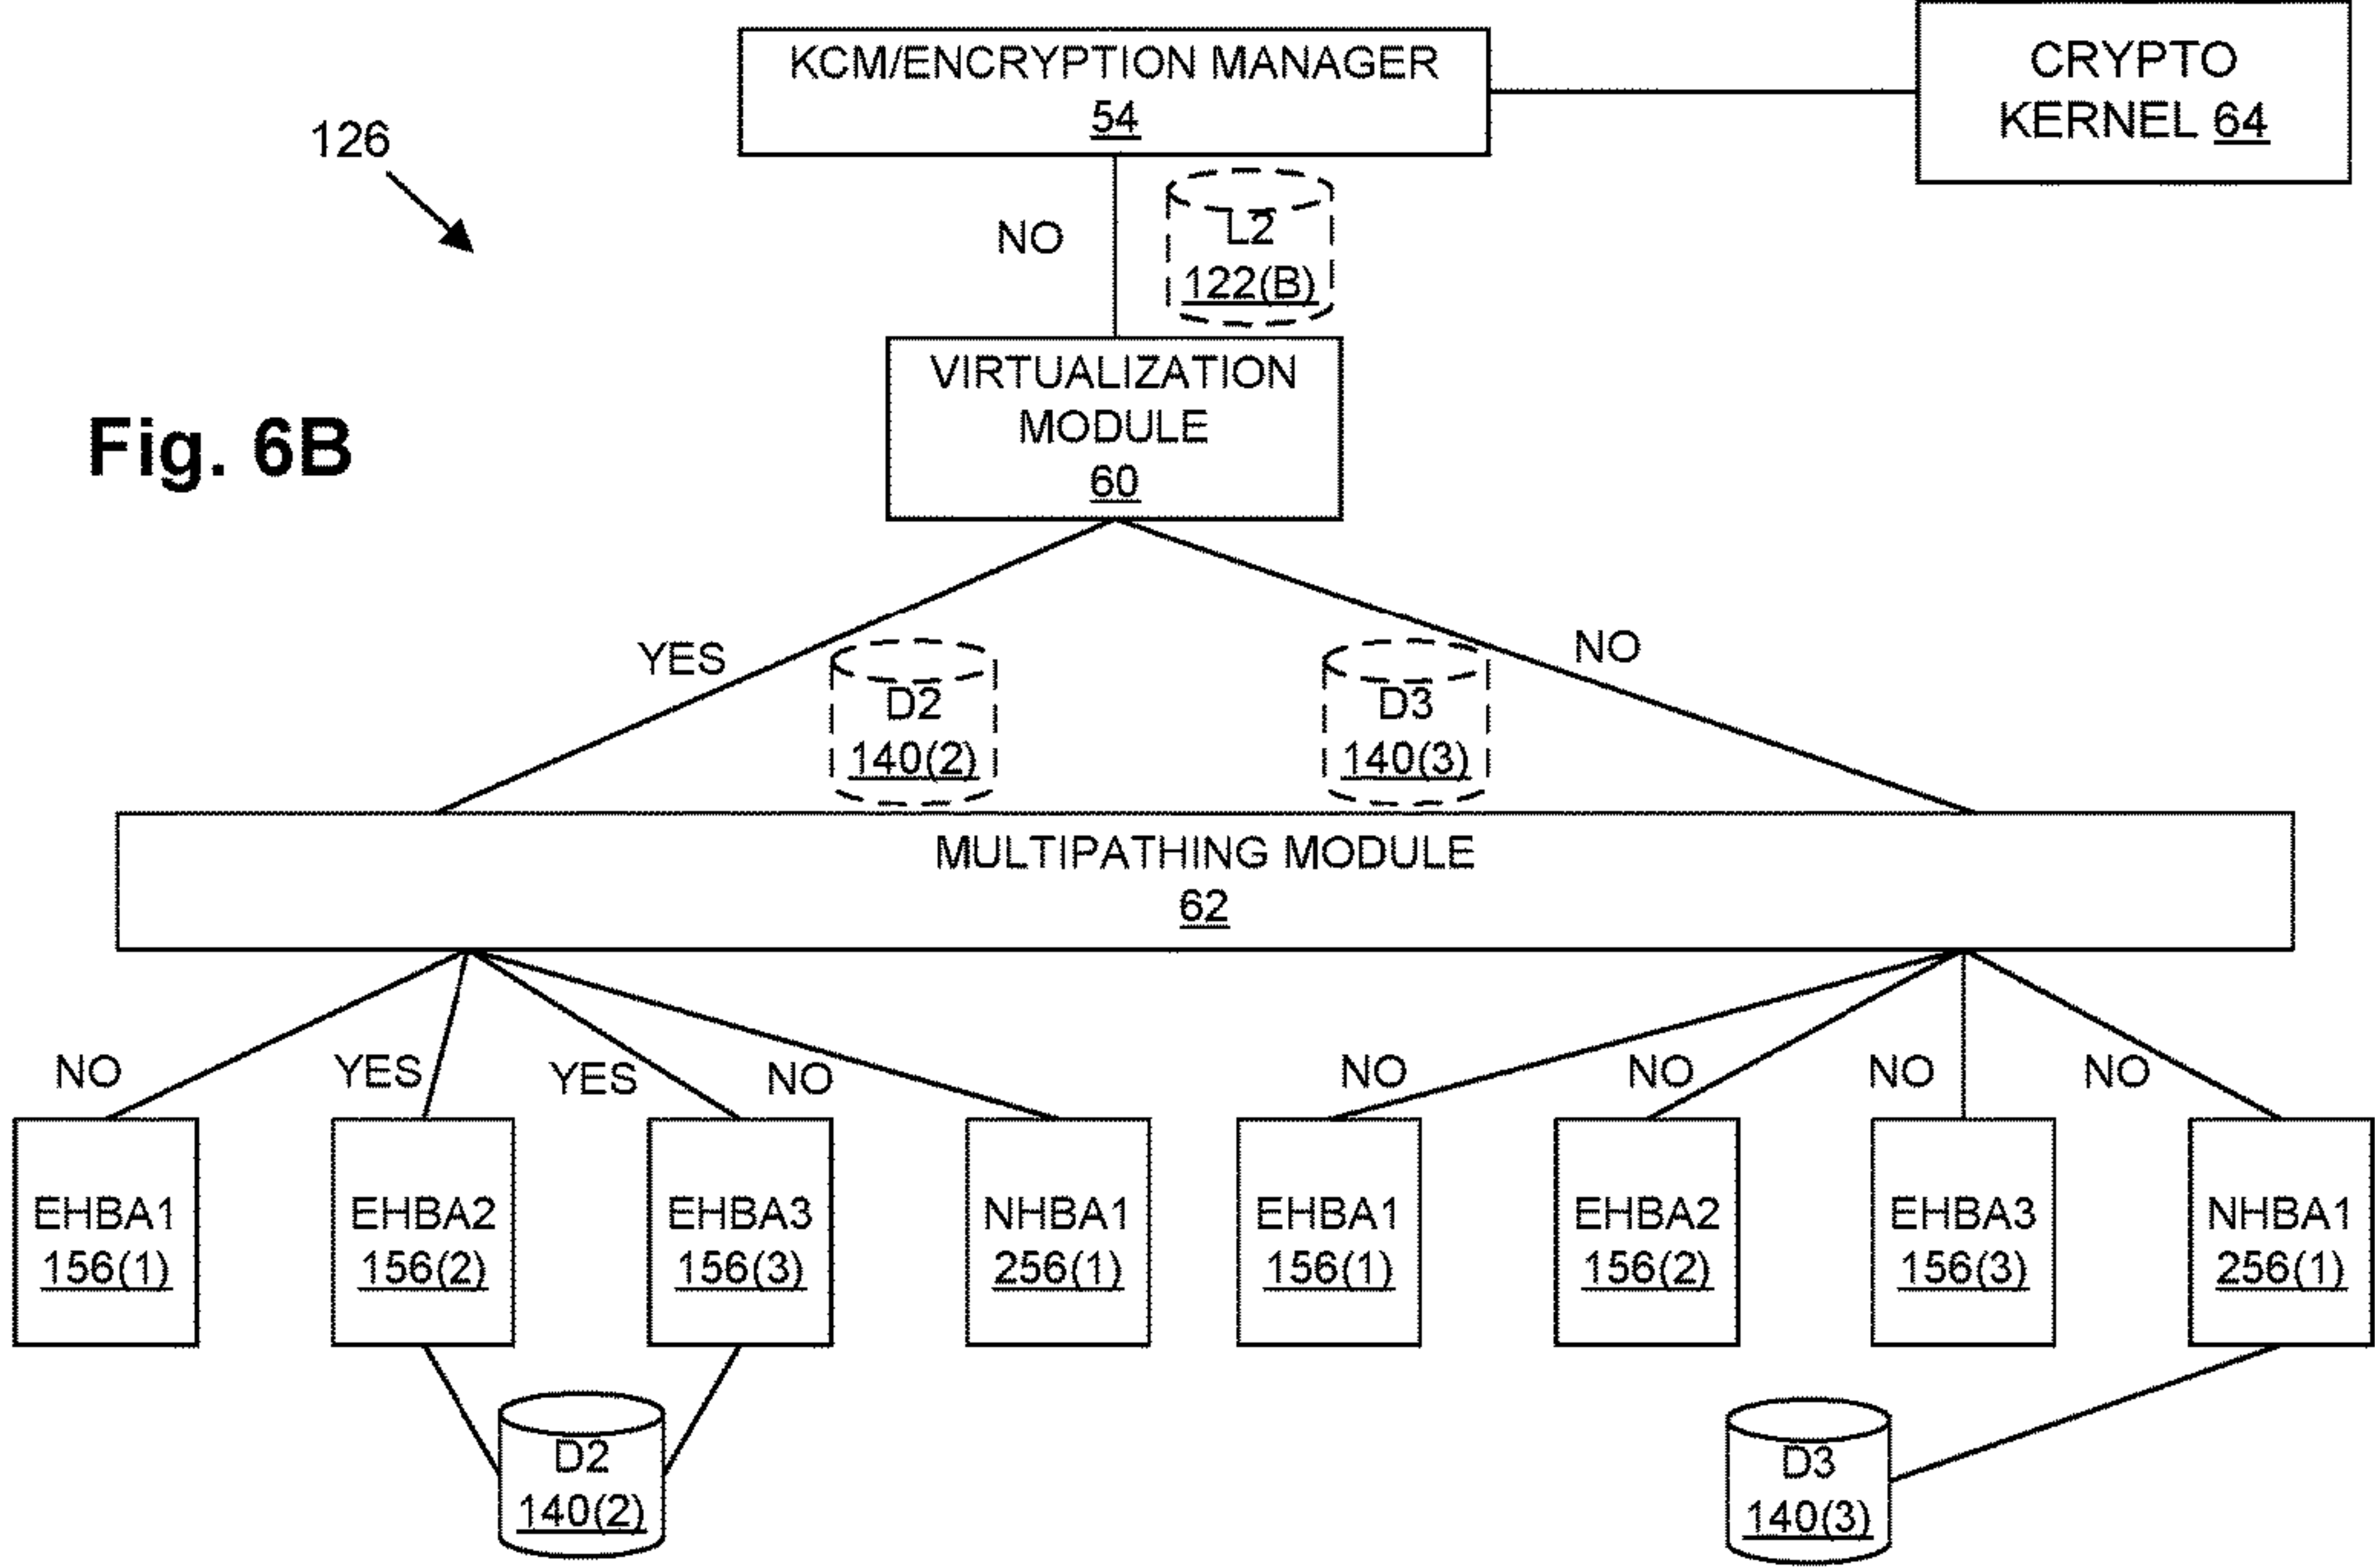 KCM/ENCRYPTION MANAGER
54
CRYPTO
KERNEL 64
126
NO
L2
122(B)
VIRTUALIZATION
MODULE
60
Fig. 6B
YES
D2
140(2)
D3
140(3)
NO
MULTIPATHING MODULE
62
NO
YES
YES
NO
NO
NO
NO
NO
EHBA1
156(1)
EHBA2
156(2)
EHBA3
156(3)
NHBA1
256(1)
EHBA1
156(1)
EHBA2
156(2)
EHBA3
156(3)
NHBA1
256(1)
D2
140(2)
D3
140(3)